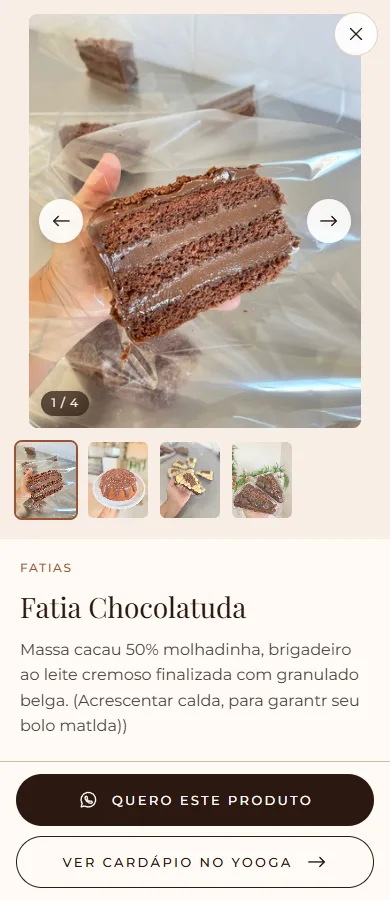 1 / 4
FATIAS
Fatia Chocolatuda
Massa cacau 50% molhadinha, brigadeiro
ao leite cremoso finalizada com granulado
belga. (Acrescentar calda, para garantr seu
bolo matlda))
QUERO ESTE PRODUTO
VER CARDÁPIO NO YOOGA